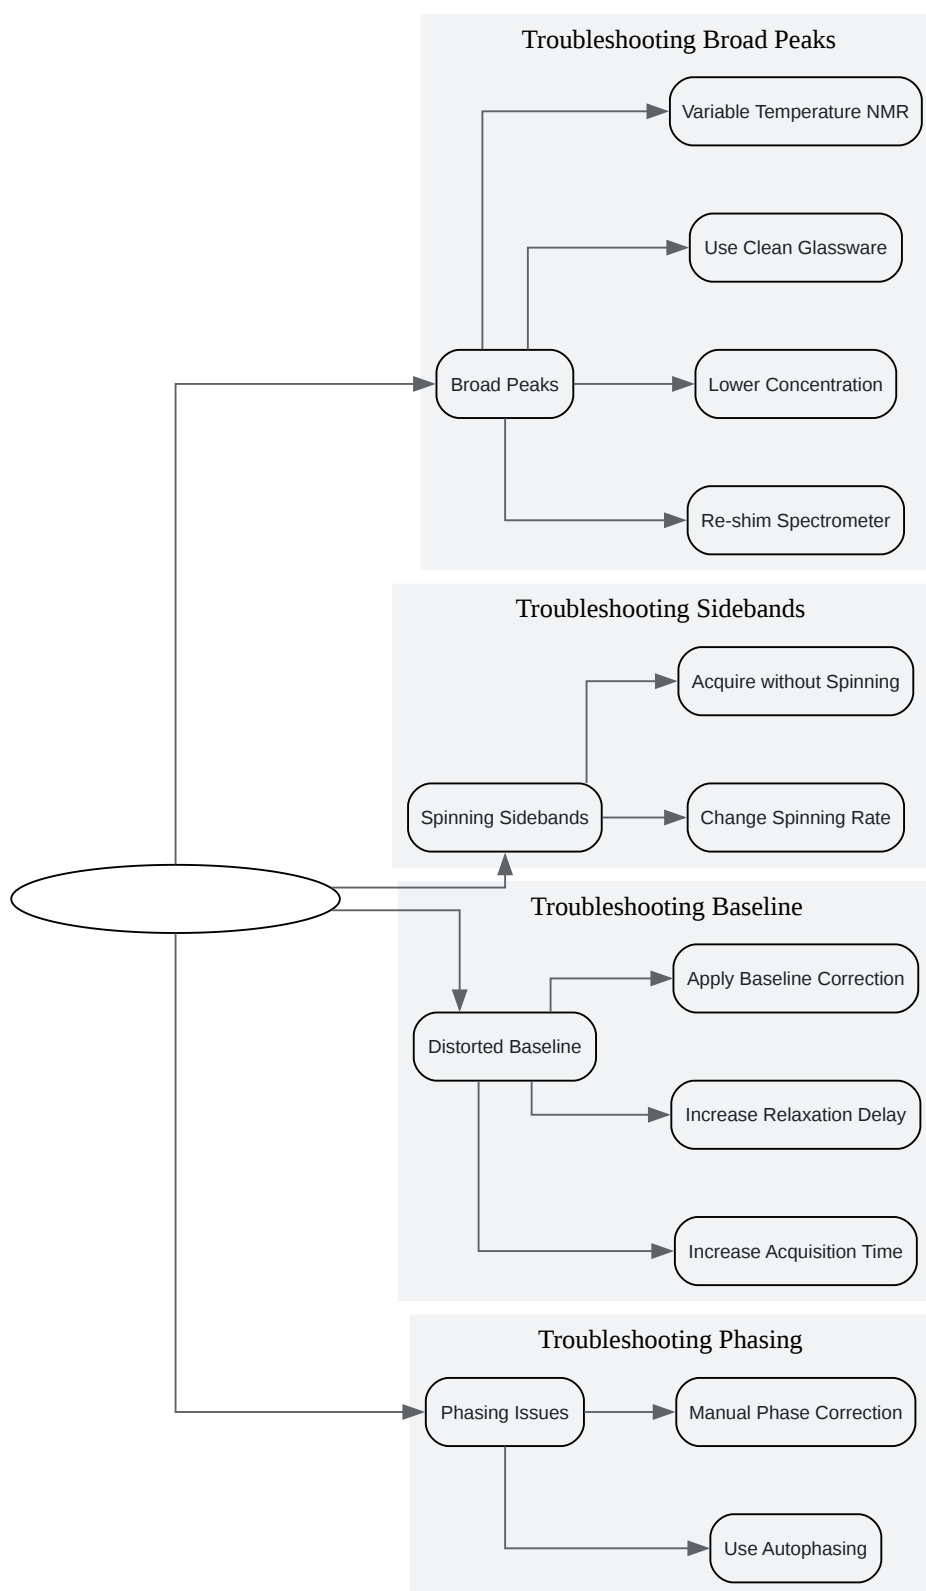 Troubleshooting Broad Peaks
Variable Temperature NMR
Use Clean Glassware
Broad Peaks
Lower Concentration
Re-shim Spectrometer
Troubleshooting Sidebands
Acquire without Spinning
Spinning Sidebands
Change Spinning Rate
Troubleshooting Baseline
Apply Baseline Correction
Distorted Baseline
Increase Relaxation Delay
Increase Acquisition Time
Troubleshooting Phasing
Phasing Issues
Manual Phase Correction
Use Autophasing